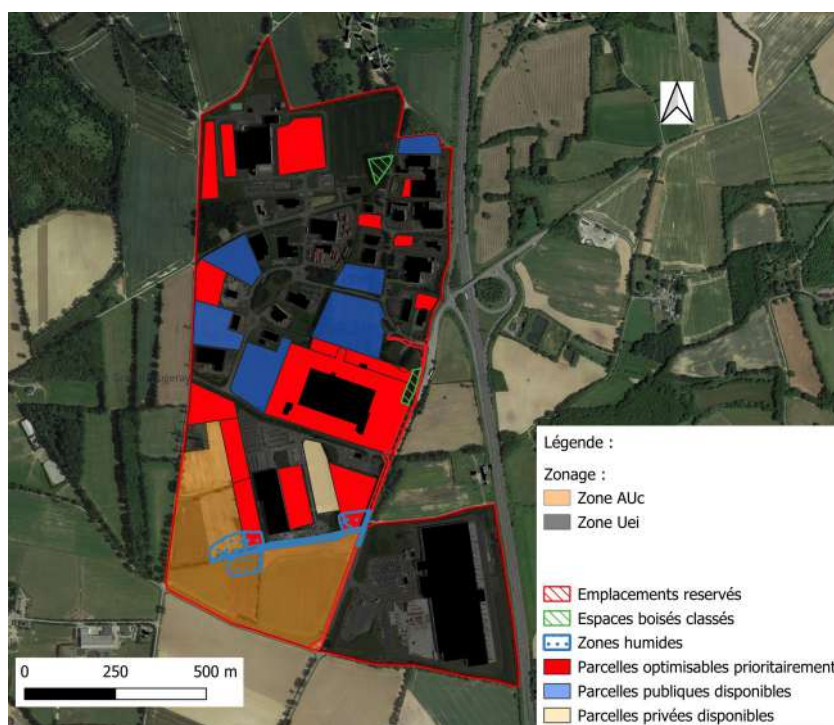 Légende :
Zonage :
Zone AUc
Zone Uei
Emplacements reservés
Espaces boisés classés
Zones humides
Parcelles optimisables prioritairement
Parcelles publiques disponibles
Parcelles privées disponibles
0 250 500 m